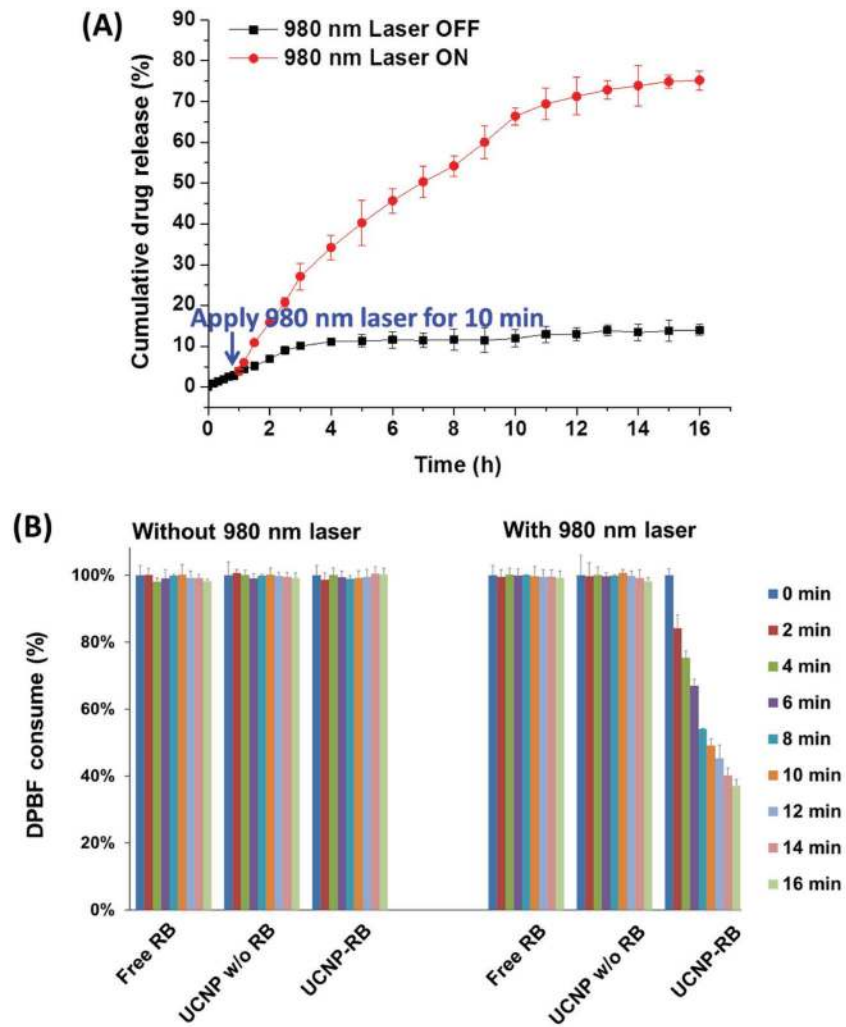 (A)
980 nm Laser OFF
980 nm Laser ON
Cumulative drug release (%)
90
80
70
60
50
40
30
20
10
0
Apply 980 nm laser for 10 min
0 2 4 6 8 10 12 14 16
Time (h)
(B)
Without 980 nm laser
With 980 nm laser
DPBF consume (%)
100%
80%
60%
40%
20%
0%
Free RB
UCNP w/o RB
UCNP-RB
Free RB
UCNP w/o RB
UCNP-RB
0 min
2 min
4 min
6 min
8 min
10 min
12 min
14 min
16 min